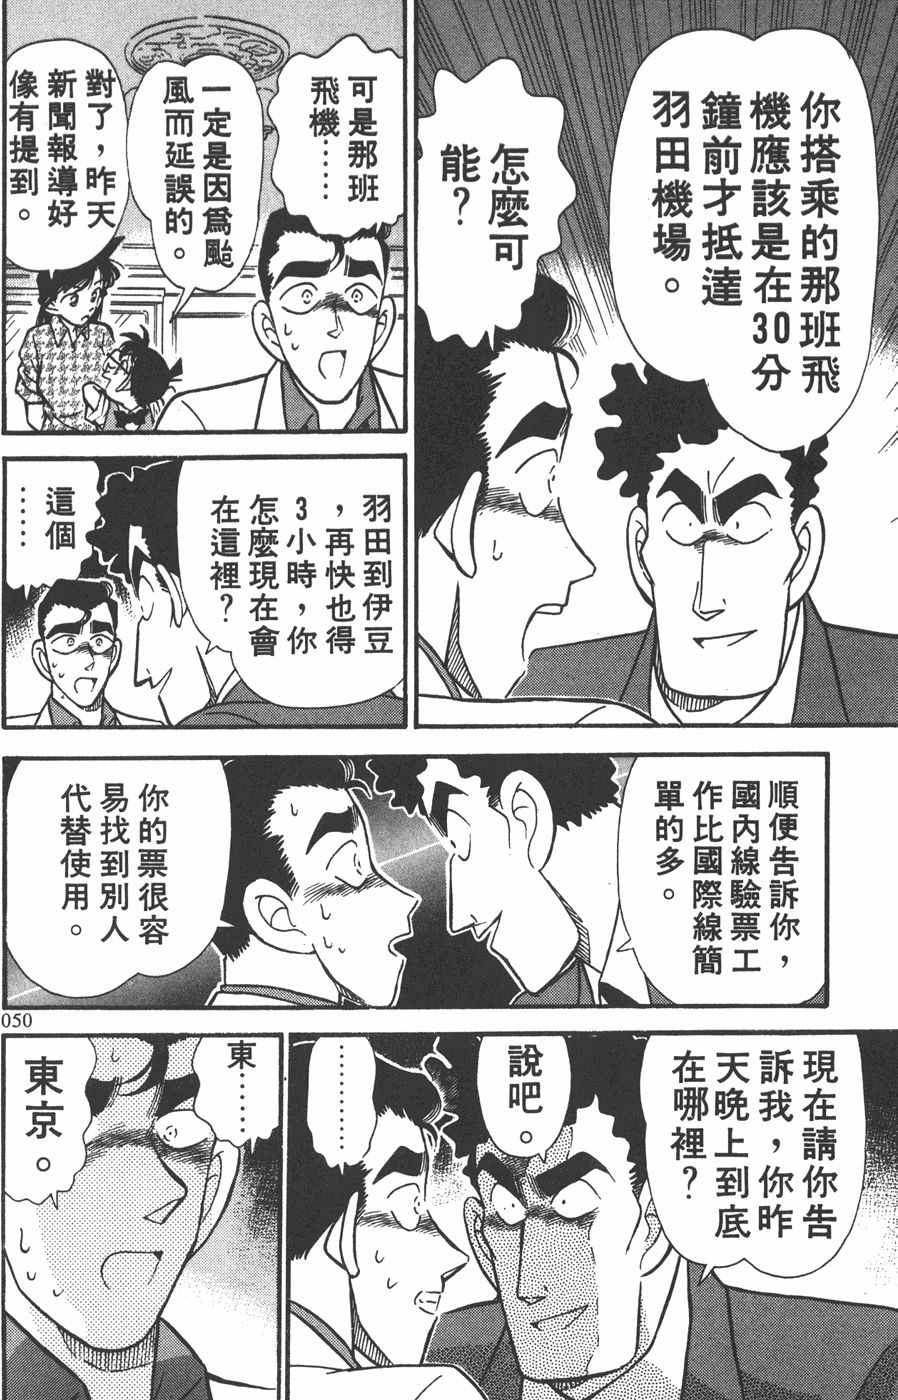 你搭乘的那班飛
機應該是在30分
鐘前才抵達
羽田機場。
怎麼可
能？
可是那班
飛機……
一定是因為颱
風而延誤的。
對了，昨天
新聞報導好
像有提到。
羽田到伊豆
，再快也得
3小時，你
怎麼現在會
在這裡？
這個
……
順便告訴你，
國內線驗票工
作比國際線簡
單的多。
你的票很容
易找到別人
代替使用。
現在請你告
訴我，你昨
天晚上到底
在哪裡？
說吧。
………
東…
東京。
050